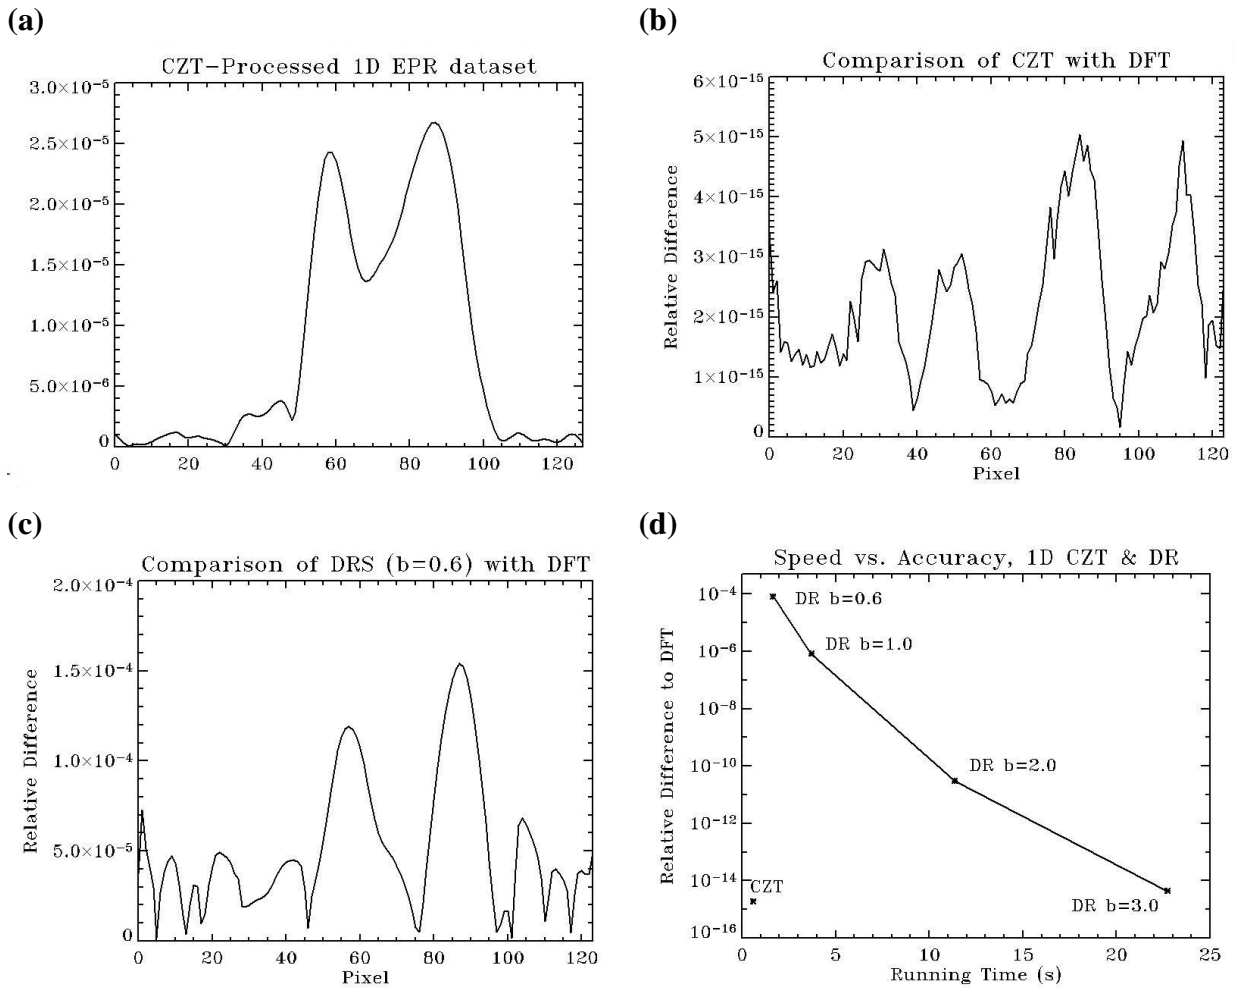 (a)
CZT-Processed 1D EPR dataset
3.0×10⁻⁵
2.5×10⁻⁵
2.0×10⁻⁵
1.5×10⁻⁵
1.0×10⁻⁵
5.0×10⁻⁶
0
0 20 40 60 80 100 120
(b)
Comparison of CZT with DFT
Relative Difference
6×10⁻¹⁵
5×10⁻¹⁵
4×10⁻¹⁵
3×10⁻¹⁵
2×10⁻¹⁵
1×10⁻¹⁵
0
0 20 40 60 80 100 120
Pixel
(c)
Comparison of DRS (b=0.6) with DFT
Relative Difference
2.0×10⁻⁴
1.5×10⁻⁴
1.0×10⁻⁴
5.0×10⁻⁵
0
0 20 40 60 80 100 120
Pixel
(d)
Speed vs. Accuracy, 1D CZT & DR
Relative Difference to DFT
10⁻⁴
10⁻⁶
10⁻⁸
10⁻¹⁰
10⁻¹²
10⁻¹⁴
10⁻¹⁶
DR b=0.6
DR b=1.0
DR b=2.0
CZT
DR b=3.0
0 5 10 15 20 25
Running Time (s)